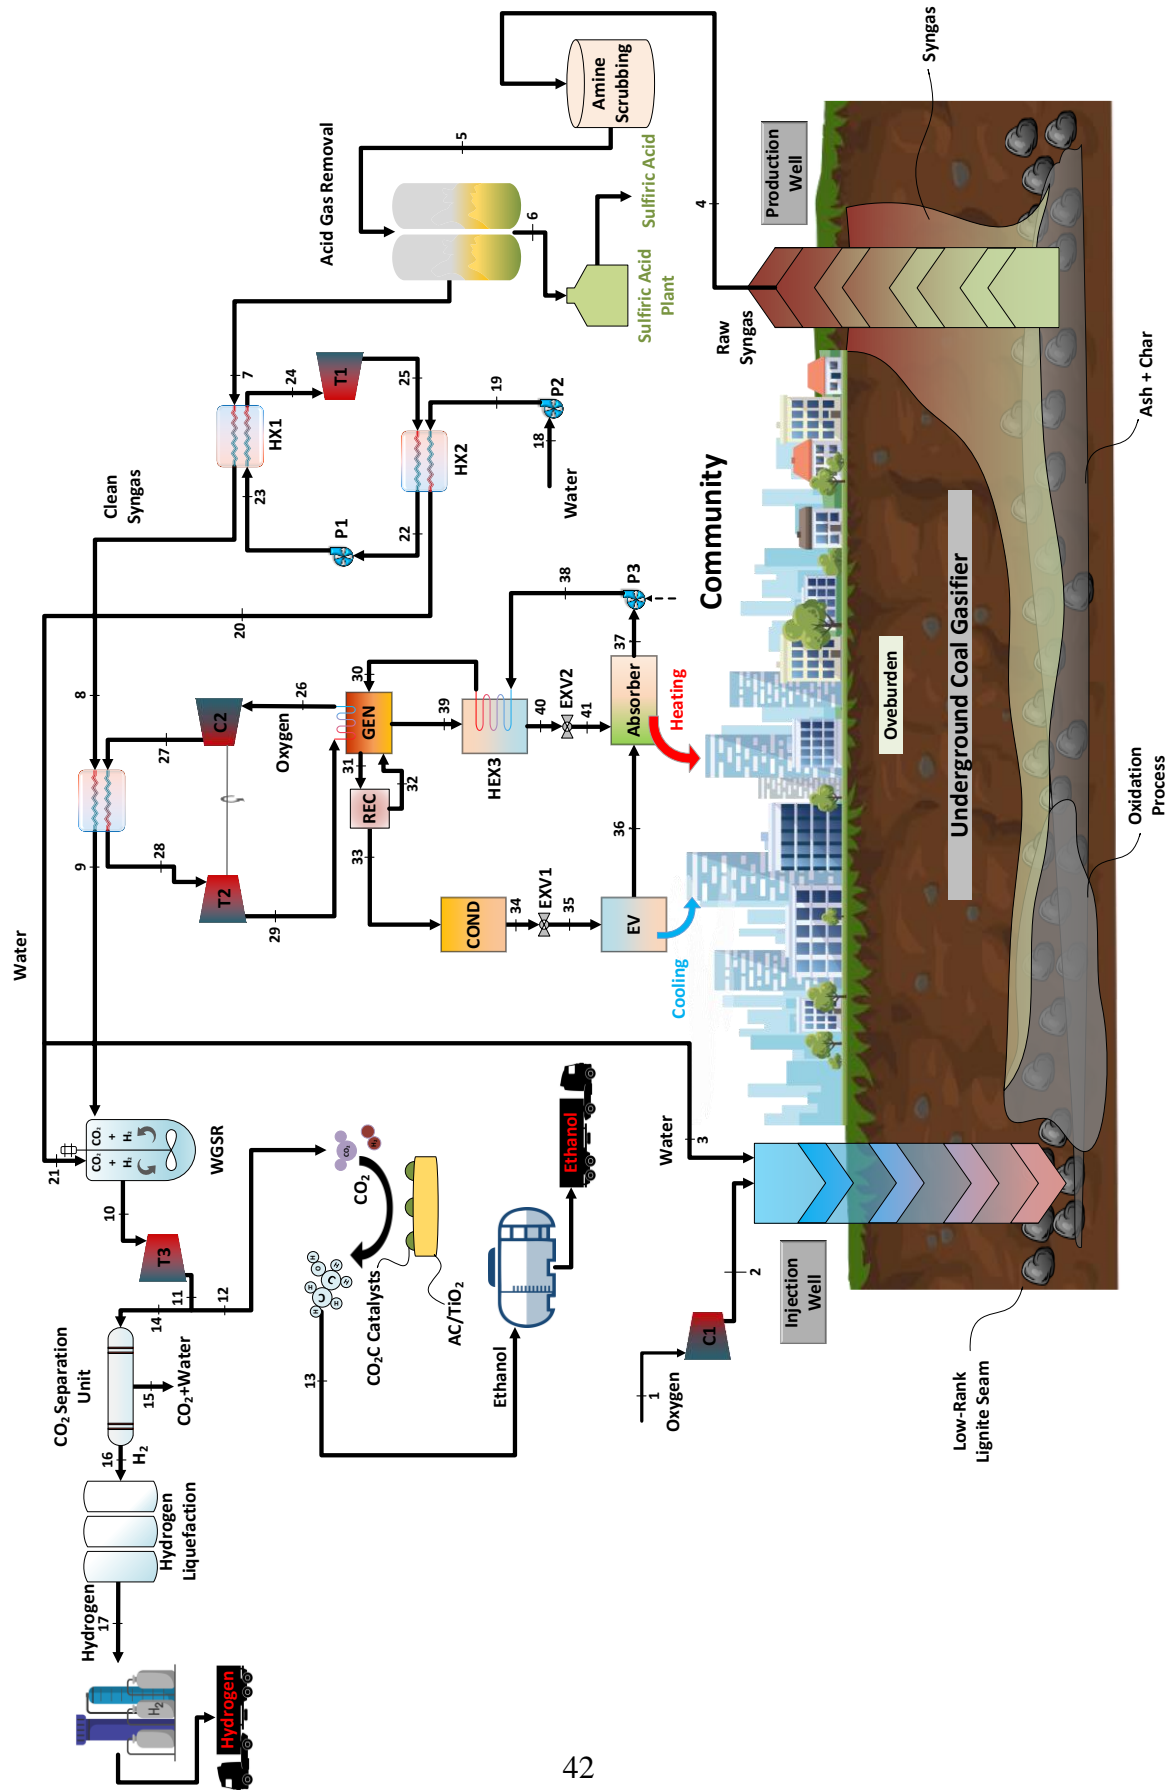 Hydrogen
Hydrogen
17
H₂
Hydrogen
Liquefaction
16
H₂
CO₂ Separation
Unit
15
CO₂+Water
14
11
12
T3
10
21
WGSR
CO₂ CO₂
+ +
H₂ H₂
Water
9
8
Clean
Syngas
7
HX1
24
23
T1
25
P1
22
HX2
19
P2
18
Water
20
Acid Gas Removal
5
6
Sulfiric Acid
Plant
Sulfiric Acid
Amine
Scrubbing
4
28
27
T2
C2
29
26
Oxygen
GEN
30
31
32
REC
33
39
HEX3
38
40
EXV2
41
37
P3
Absorber
Heating
36
COND
34
EXV1
35
EV
Cooling
CO₂
CO₂
H₂
C
C
O
H
H
H
H
H
H
CO₂C Catalysts
AC/TiO₂
13
Ethanol
Ethanol
1
Oxygen
C1
2
3
Water
Injection
Well
Community
Raw
Syngas
Production
Well
Syngas
Oveburden
Underground Coal Gasifier
Low-Rank
Lignite Seam
Oxidation
Process
Ash + Char
42